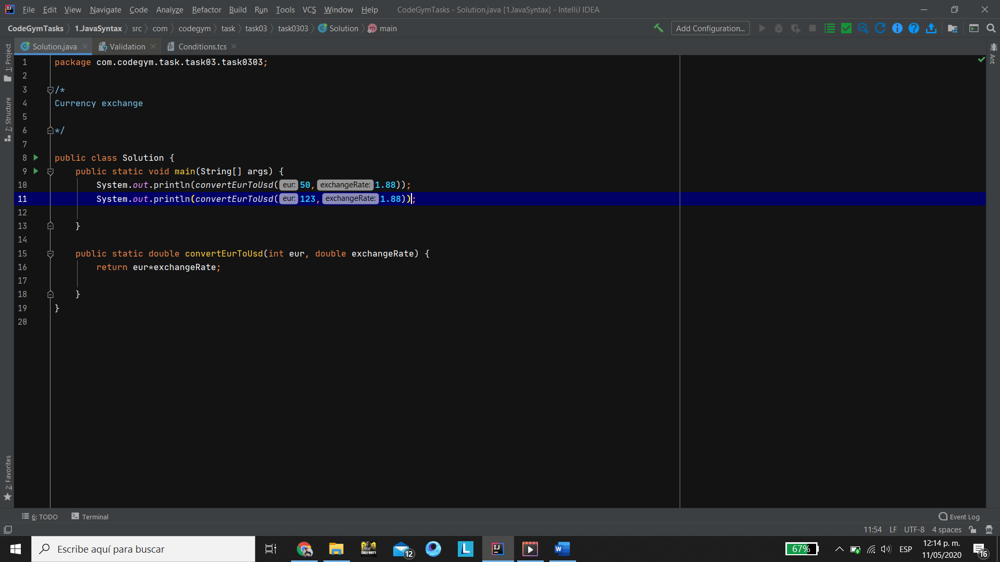 File Edit View Navigate Code Analyze Refactor Build Run Tools VCS Window Help CodeGymTasks - Solution.java [1.JavaSyntax] - IntelliJ IDEA
CodeGymTasks 1.JavaSyntax src com codegym task task03 task0303 Solution main Add Configuration...
Solution.java Validation Conditions.tcs
1: Project
7: Structure
2: Favorites
Ant
1 package com.codegym.task.task03.task0303;
2
3 /*
4 Currency exchange
5
6 */
7
8 public class Solution {
9 public static void main(String[] args) {
10 System.out.println(convertEurToUsd( eur: 50, exchangeRate: 1.88));
11 System.out.println(convertEurToUsd( eur: 123, exchangeRate: 1.88));
12
13 }
14
15 public static double convertEurToUsd(int eur, double exchangeRate) {
16 return eur*exchangeRate;
17
18 }
19 }
20
6: TODO Terminal Event Log
11:54 LF UTF-8 4 spaces
Escribe aquí para buscar
CALL OF DUTY
12
L
IJ
W
67%
ESP
12:14 p. m.
11/05/2020
16